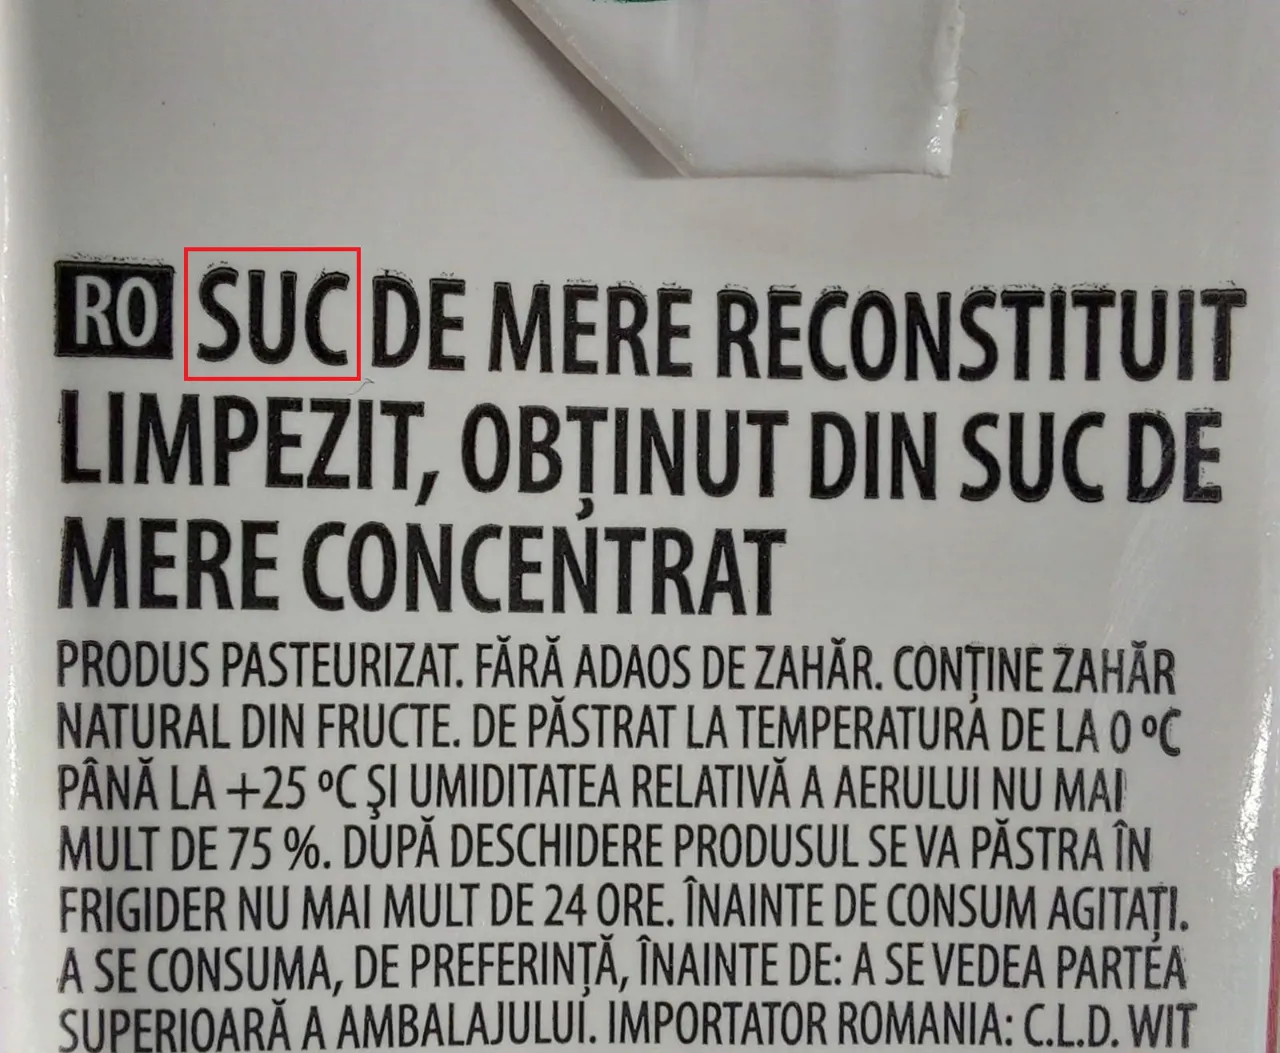 RO SUC DE MERE RECONSTITUIT
LIMPEZIT, OBȚINUT DIN SUC DE
MERE CONCENTRAT
PRODUS PASTEURIZAT. FĂRĂ ADAOS DE ZAHĂR. CONȚINE ZAHĂR
NATURAL DIN FRUCTE. DE PĂSTRAT LA TEMPERATURA DE LA 0 ºC
PÂNĂ LA +25 ºC ŞI UMIDITATEA RELATIVĂ A AERULUI NU MAI
MULT DE 75 %. DUPĂ DESCHIDERE PRODUSUL SE VA PĂSTRA ÎN
FRIGIDER NU MAI MULT DE 24 ORE. ÎNAINTE DE CONSUM AGITAȚI.
A SE CONSUMA, DE PREFERINȚĂ, ÎNAINTE DE: A SE VEDEA PARTEA
SUPERIOARĂ A AMBALAJULUI. IMPORTATOR ROMANIA: C.L.D. WIT